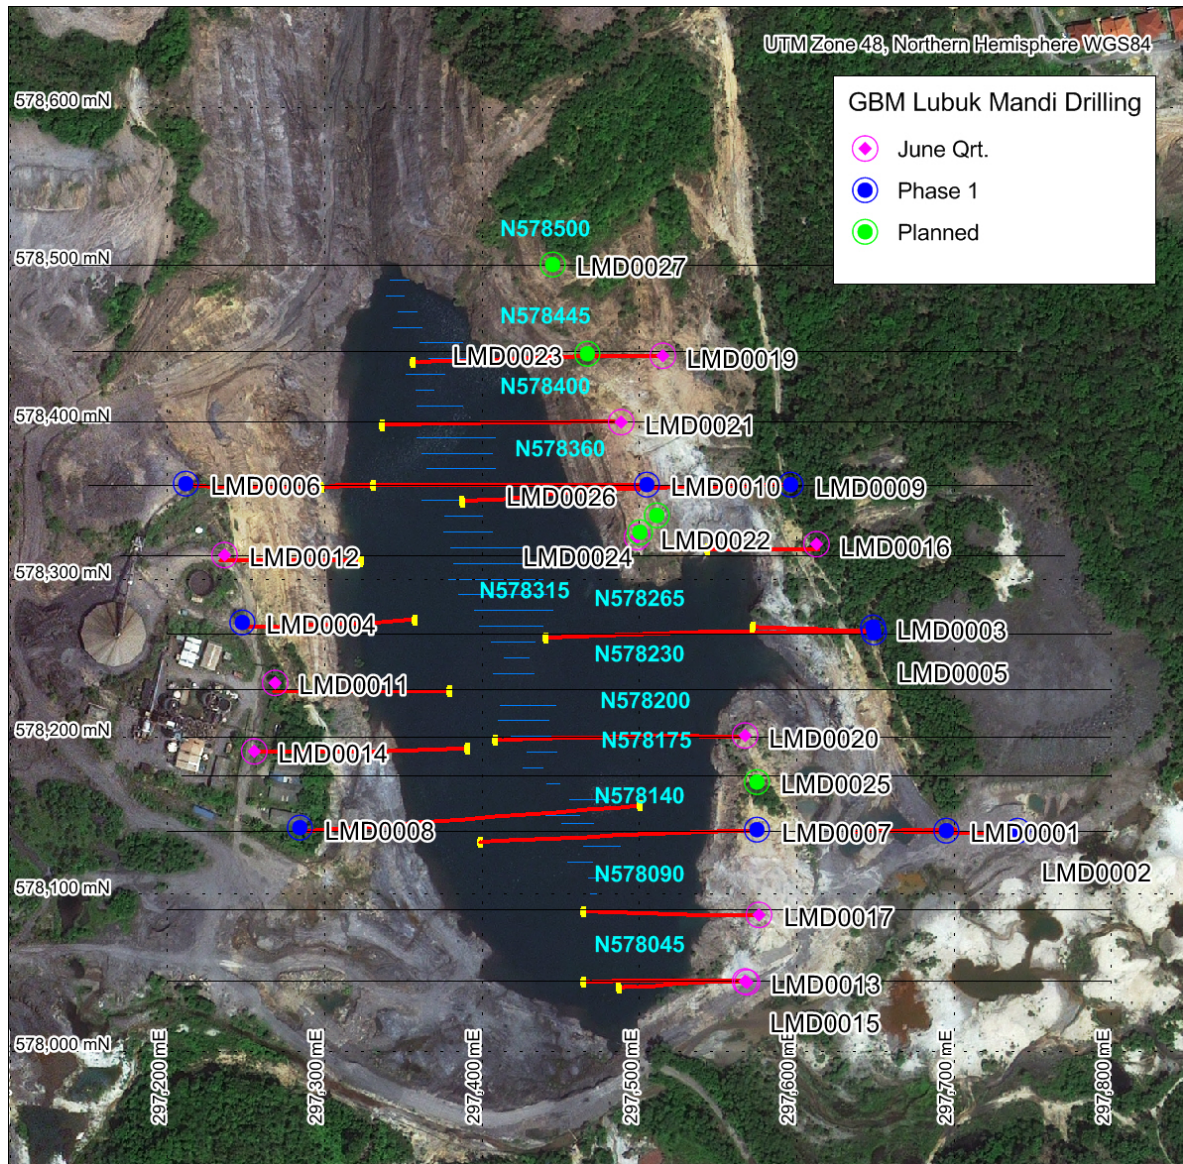 UTM Zone 48, Northern Hemisphere WGS84
GBM Lubuk Mandi Drilling
June Qrt.
Phase 1
Planned
578,600 mN
N578500
578,500 mN
LMD0027
N578445
LMD0023
LMD0019
N578400
578,400 mN
LMD0021
N578360
LMD0006
LMD0026
LMD0010
LMD0009
LMD0012
LMD0024
LMD0022
LMD0016
578,300 mN
N578315
N578265
LMD0004
LMD0003
N578230
LMD0005
LMD0011
N578200
578,200 mN
LMD0014
N578175
LMD0020
LMD0025
N578140
LMD0008
LMD0007
LMD0001
N578090
LMD0002
578,100 mN
LMD0017
N578045
LMD0013
LMD0015
578,000 mN
297,200 mE
297,300 mE
297,400 mE
297,500 mE
297,600 mE
297,700 mE
297,800 mE